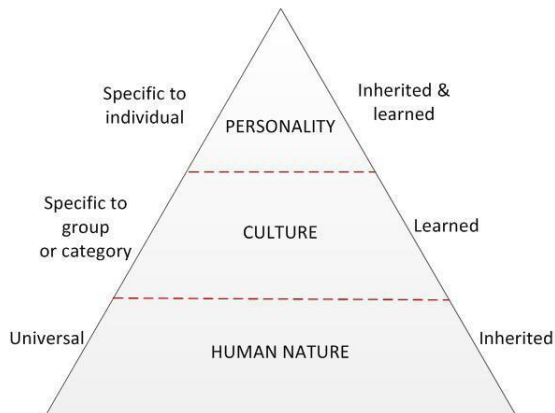 Specific to
individual
PERSONALITY
Inherited &
learned
Specific to
group
or category
CULTURE
Learned
Universal
HUMAN NATURE
Inherited